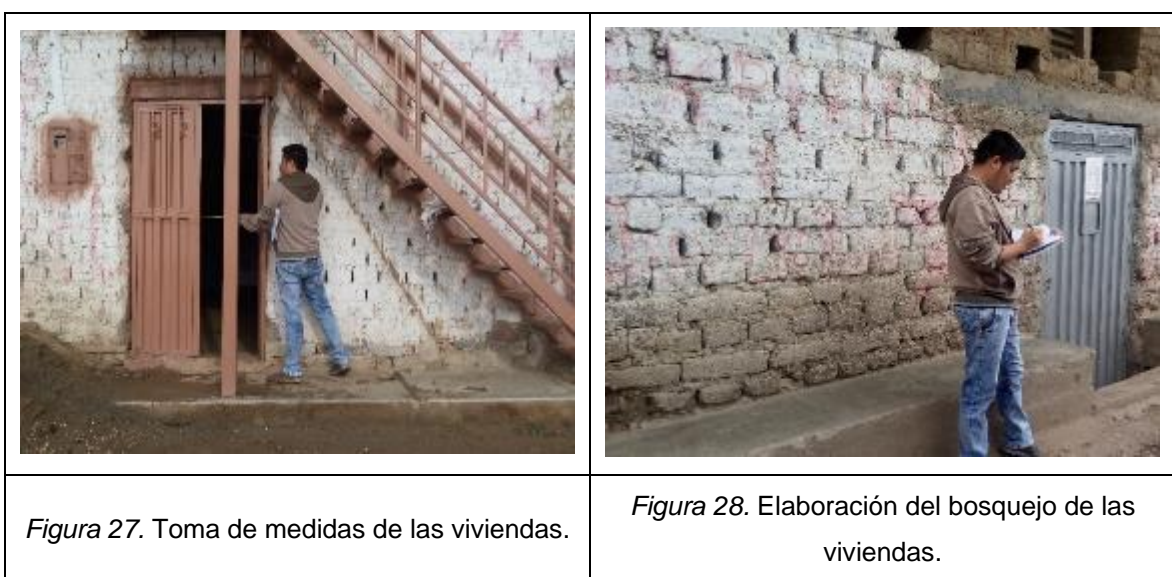 Figura 27. Toma de medidas de las viviendas.
Figura 28. Elaboración del bosquejo de las
viviendas.